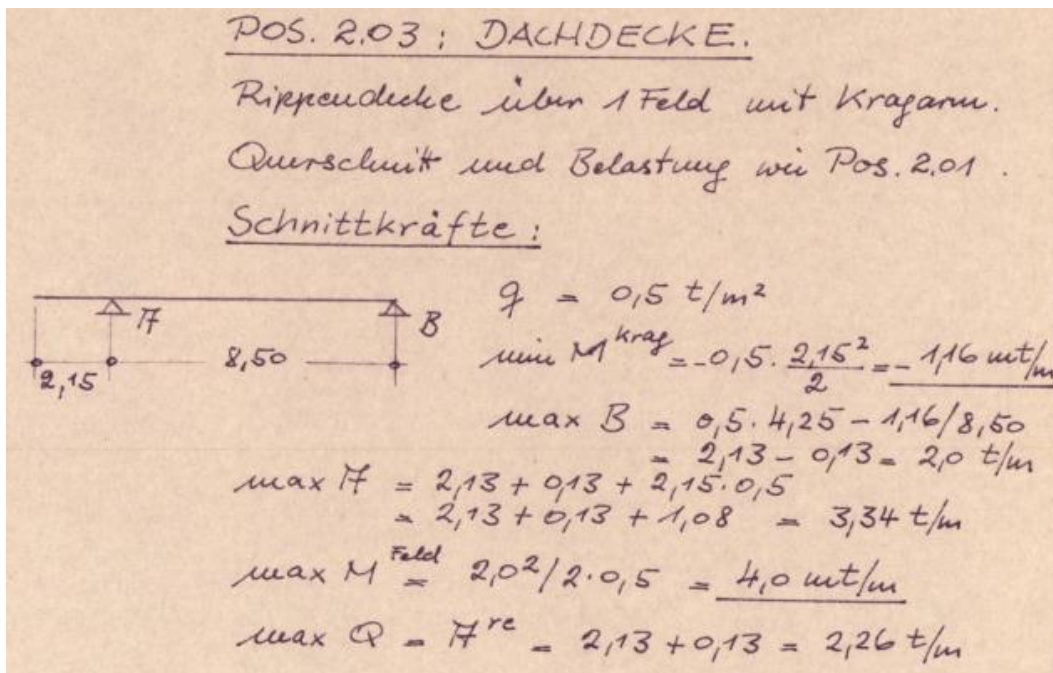 POS. 2.03 : DACHDECKE.
Rippendecke über 1 Feld mit Kragarm.
Querschnitt und Belastung wie Pos. 2.01.
Schnittkräfte:
A B
2,15 8,50
q = 0,5 t/m²
min M^Krag = -0,5 · 2,15²/2 = -1,16 mt/m
max B = 0,5 · 4,25 - 1,16/8,50
= 2,13 - 0,13 = 2,0 t/m
max A = 2,13 + 0,13 + 2,15 · 0,5
= 2,13 + 0,13 + 1,08 = 3,34 t/m
max M^Feld = 2,0²/2·0,5 = 4,0 mt/m
max Q = A^re = 2,13 + 0,13 = 2,26 t/m